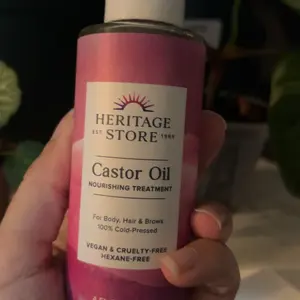 HERITAGE
EST STORE 1969
Castor Oil
NOURISHING TREATMENT
For Body, Hair & Brows
100% Cold-Pressed
VEGAN & CRUELTY-FREE
HEXANE-FREE